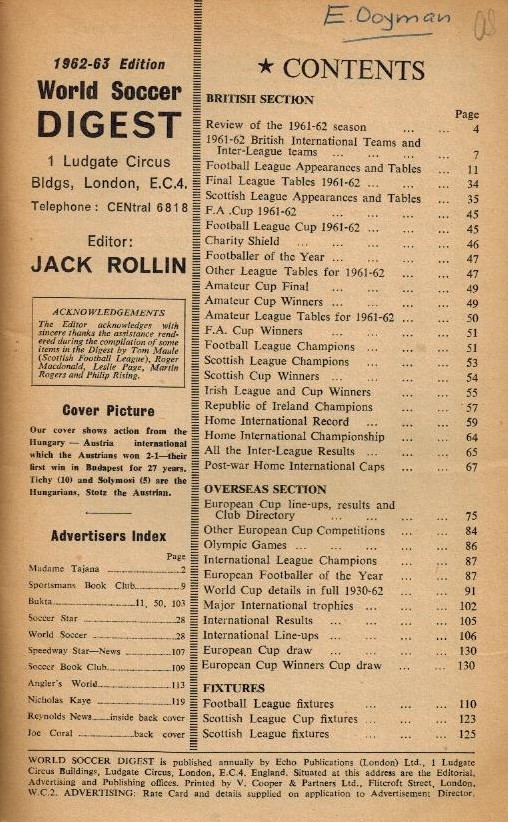 E. Doyman
1962-63 Edition
World Soccer
DIGEST
1 Ludgate Circus
Bldgs, London, E.C.4.
Telephone : CENtral 6818
Editor:
JACK ROLLIN
ACKNOWLEDGEMENTS
The Editor acknowledges with
sincere thanks the assistance rend-
ered during the compilation of some
items in the Digest by Tom Maule
(Scottish Football League), Roger
Macdonald, Leslie Page, Martin
Rogers and Philip Rising.
Cover Picture
Our cover shows action from the
Hungary — Austria international
which the Austrians won 2-1—their
first win in Budapest for 27 years.
Tichy (10) and Solymosi (5) are the
Hungarians, Stotz the Austrian.
Advertisers Index
Page
Madame Tajana ........ 2
Sportsmans Book Club ........ 9
Bukta ........ 11, 50, 103
Soccer Star ........ 28
World Soccer ........ 28
Speedway Star—News ........ 107
Soccer Book Club ........ 109
Angler's World ........ 113
Nicholas Kaye ........ 119
Reynolds News ...... inside back cover
Joe Coral ........ back cover
★ CONTENTS
BRITISH SECTION
Page
Review of the 1961-62 season ... ... 4
1961-62 British International Teams and
Inter-League teams ... ... ... 7
Football League Appearances and Tables ... 11
Final League Tables 1961-62 ... ... ... 34
Scottish League Appearances and Tables ... 35
F.A .Cup 1961-62 ... ... ... 45
Football League Cup 1961-62 ... ... ... 45
Charity Shield ... ... ... ... 46
Footballer of the Year ... ... ... 47
Other League Tables for 1961-62 ... ... 47
Amateur Cup Final ... ... ... 49
Amateur Cup Winners ... ... ... 49
Amateur League Tables for 1961-62 ... ... 50
F.A. Cup Winners ... ... ... 51
Football League Champions ... ... ... 51
Scottish League Champions ... ... ... 53
Scottish Cup Winners ... ... ... 54
Irish League and Cup Winners ... ... 55
Republic of Ireland Champions ... ... 57
Home International Record ... ... ... 59
Home International Championship ... ... 64
All the Inter-League Results ... ... ... 65
Post-war Home International Caps ... ... 67
OVERSEAS SECTION
European Cup line-ups, results and
Club Directory ... ... ... 75
Other European Cup Competitions ... ... 84
Olympic Games ... ... ... ... 86
International League Champions ... ... 87
European Footballer of the Year ... ... 87
World Cup details in full 1930-62 ... ... 91
Major International trophies ... ... ... 102
International Results ... ... ... 105
International Line-ups ... ... ... 106
European Cup draw ... ... ... 130
European Cup Winners Cup draw ... ... 130
FIXTURES
Football League fixtures ... ... ... 110
Scottish League Cup fixtures ... ... ... 123
Scottish League fixtures ... ... ... 125
WORLD SOCCER DIGEST is published annually by Echo Publications (London) Ltd., 1 Ludgate
Circus Buildings, Ludgate Circus, London, E.C.4, England. Situated at this address are the Editorial,
Advertising and Publishing offices. Printed by V. Cooper & Partners Ltd., Flitcroft Street, London,
W.C.2. ADVERTISING: Rate Card and details supplied on application to Advertisement Director.